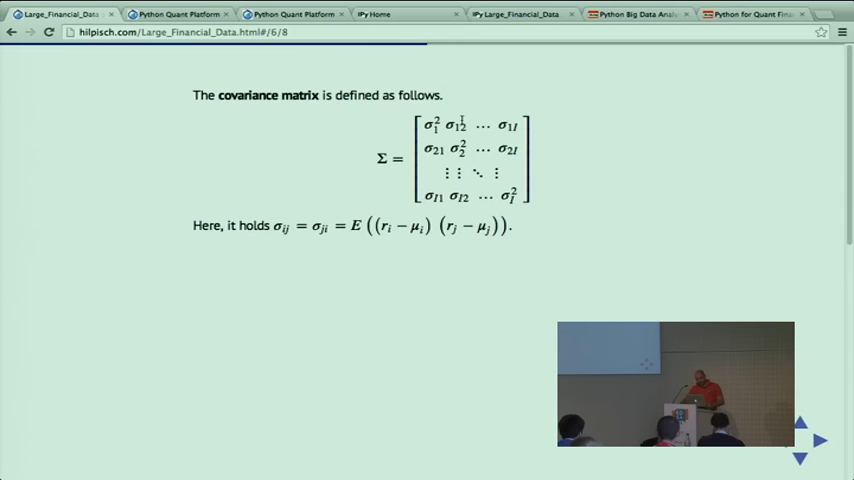 Large_Financial_Data
Python Quant Platform
Python Quant Platform
IPy Home
IPy Large_Financial_Data
Python Big Data Analy
Python for Quant Fina
hilpisch.com/Large_Financial_Data.html#/6/8
The covariance matrix is defined as follows.
Σ =
σ₁² σ₁₂ … σ₁I
σ₂₁ σ₂² … σ₂I
⋮ ⋮ ⋱ ⋮
σI₁ σI₂ … σI²
Here, it holds σᵢⱼ = σⱼᵢ = E ((rᵢ − μᵢ) (rⱼ − μⱼ)).